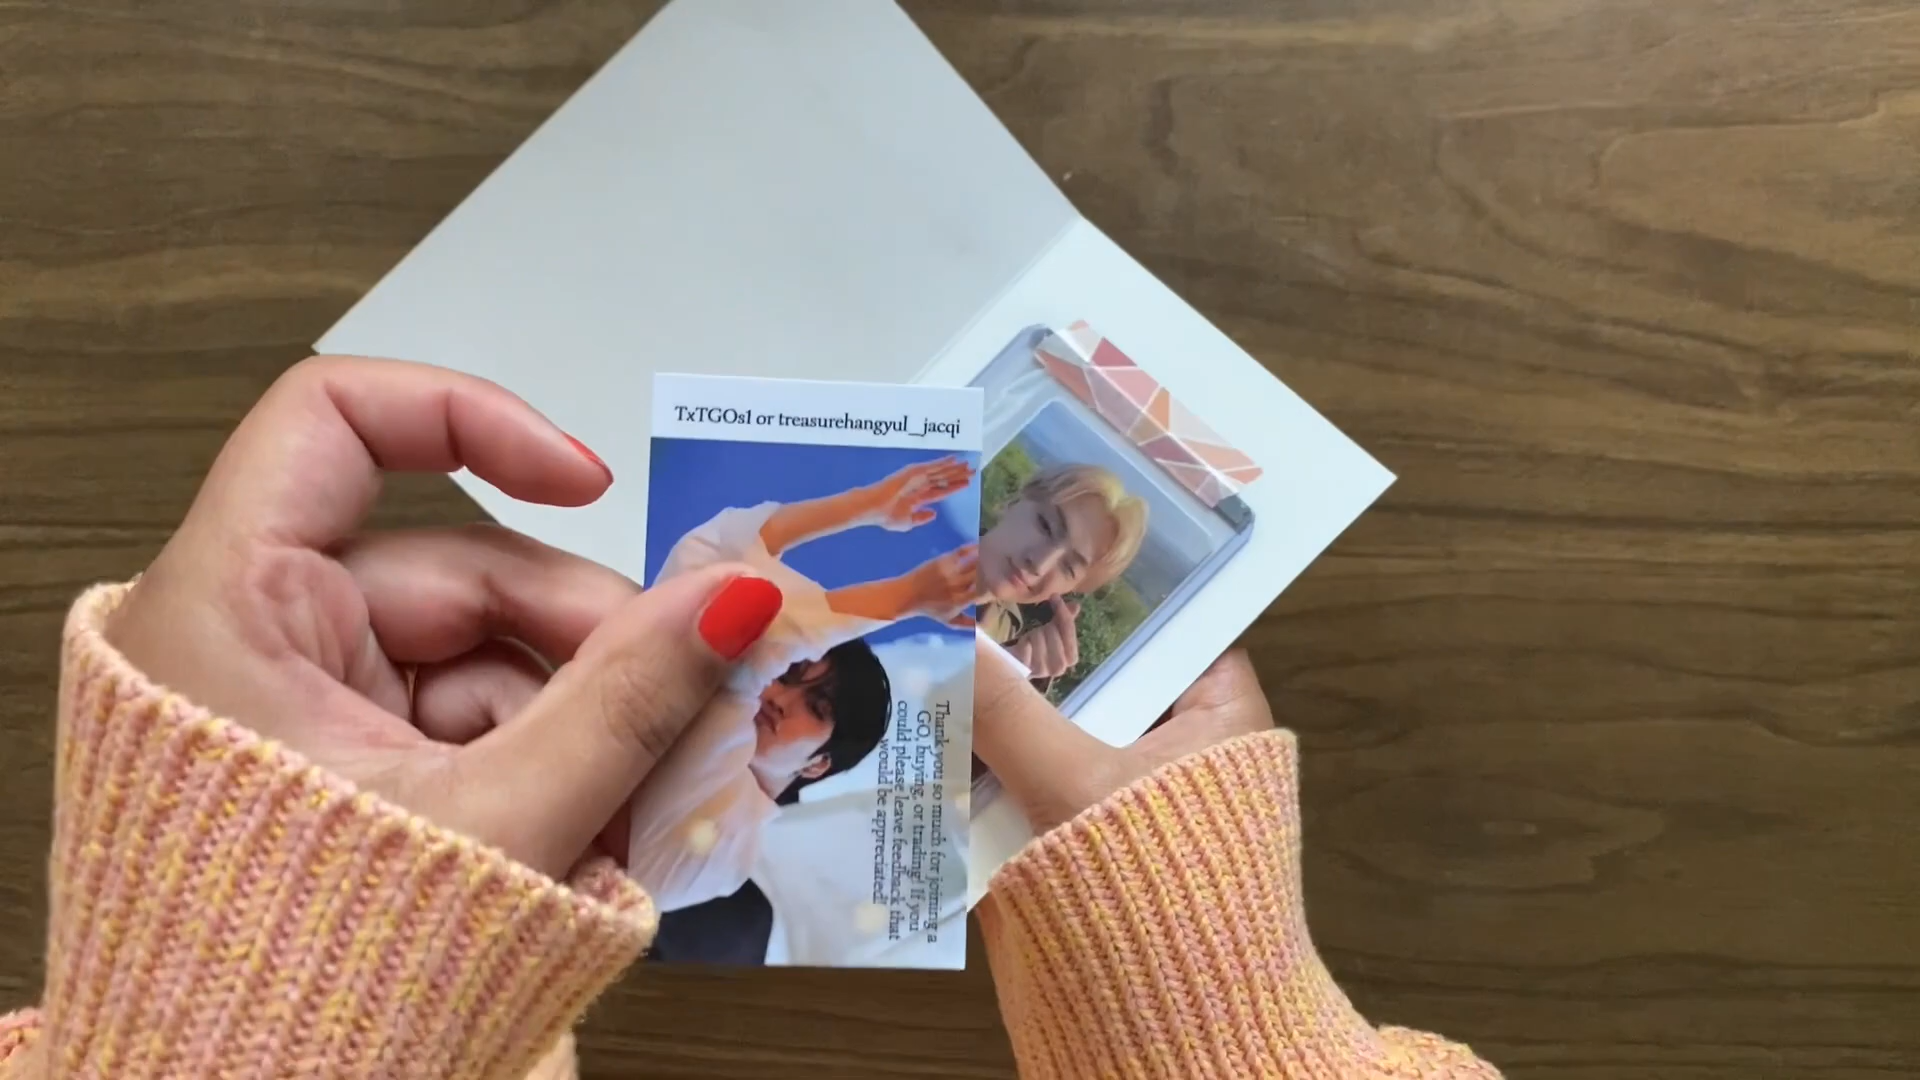 TxTGOs1 or treasurehangyul_jacqi
Thank you so much for joining a
GO, buying, or trading! If you
could please leave feedback that
would be appreciated!!